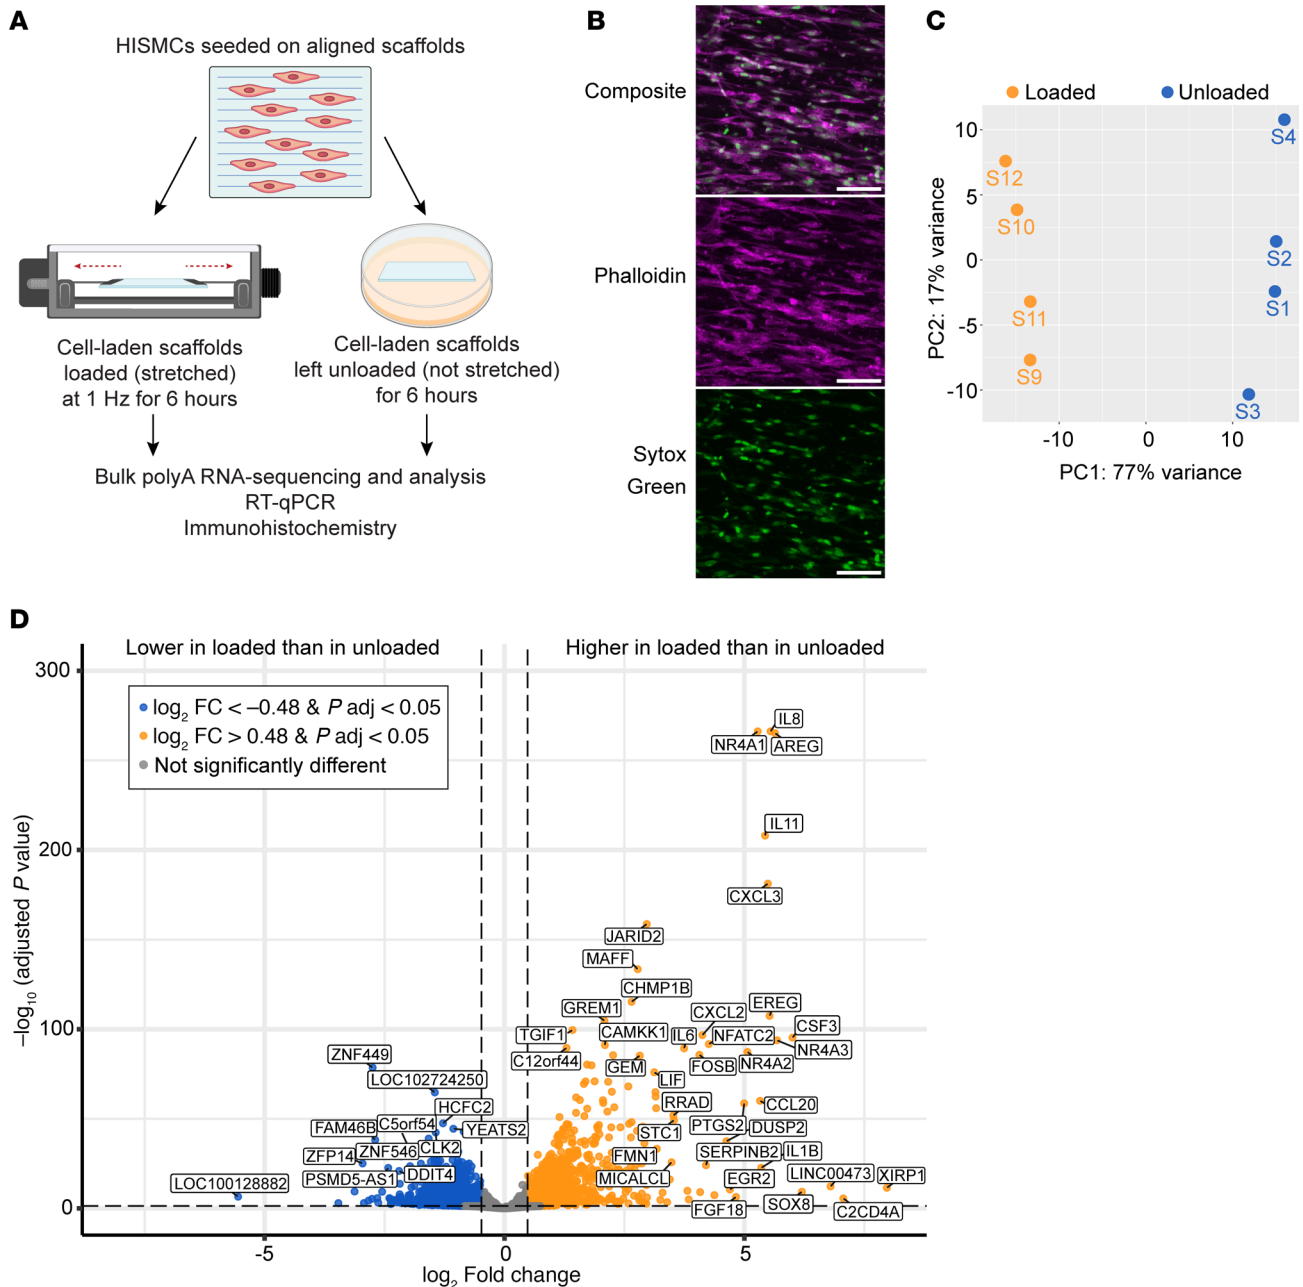 A
HISMCs seeded on aligned scaffolds
Cell-laden scaffolds
loaded (stretched)
at 1 Hz for 6 hours
Cell-laden scaffolds
left unloaded (not stretched)
for 6 hours
Bulk polyA RNA-sequencing and analysis
RT-qPCR
Immunohistochemistry
B
Composite
Phalloidin
Sytox
Green
C
Loaded
Unloaded
PC2: 17% variance
10
5
0
-5
-10
S4
S12
S10
S2
S1
S11
S9
S3
-10
0
10
PC1: 77% variance
D
Lower in loaded than in unloaded
Higher in loaded than in unloaded
log2 FC < –0.48 & P adj < 0.05
log2 FC > 0.48 & P adj < 0.05
Not significantly different
–log10 (adjusted P value)
300
200
100
0
IL8
NR4A1
AREG
IL11
CXCL3
JARID2
MAFF
CHMP1B
GREM1
CXCL2
EREG
TGIF1
CAMKK1
IL6
NFATC2
CSF3
C12orf44
GEM
FOSB
NR4A2
NR4A3
LIF
RRAD
CCL20
STC1
PTGS2
DUSP2
FMN1
SERPINB2
IL1B
MICALCL
EGR2
LINC00473
XIRP1
FGF18
SOX8
C2CD4A
ZNF449
LOC102724250
HCFC2
FAM46B
C5orf54
YEATS2
ZFP14
ZNF546
CLK2
PSMD5-AS1
DDIT4
LOC100128882
-5
0
5
log2 Fold change